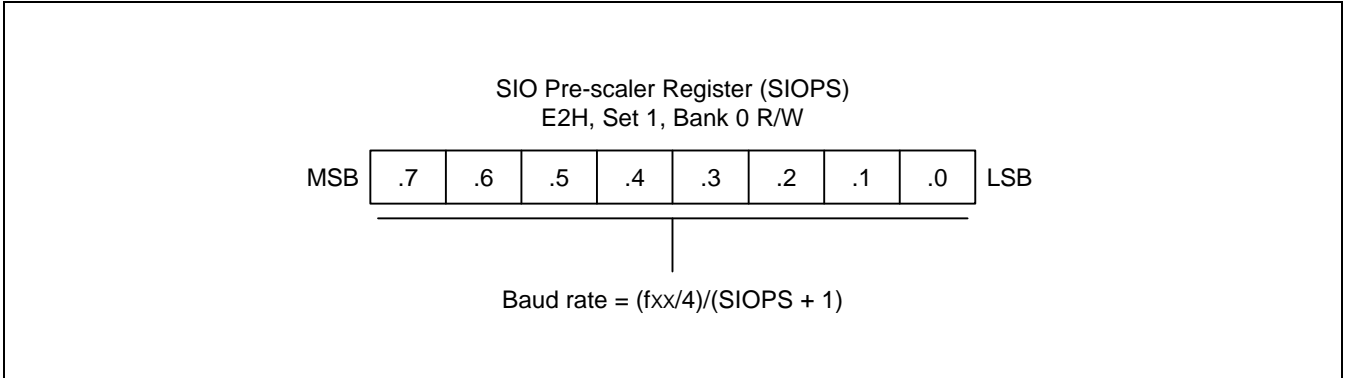 SIO Pre-scaler Register (SIOPS)
E2H, Set 1, Bank 0 R/W
MSB .7 .6 .5 .4 .3 .2 .1 .0 LSB
Baud rate = (fxx/4)/(SIOPS + 1)